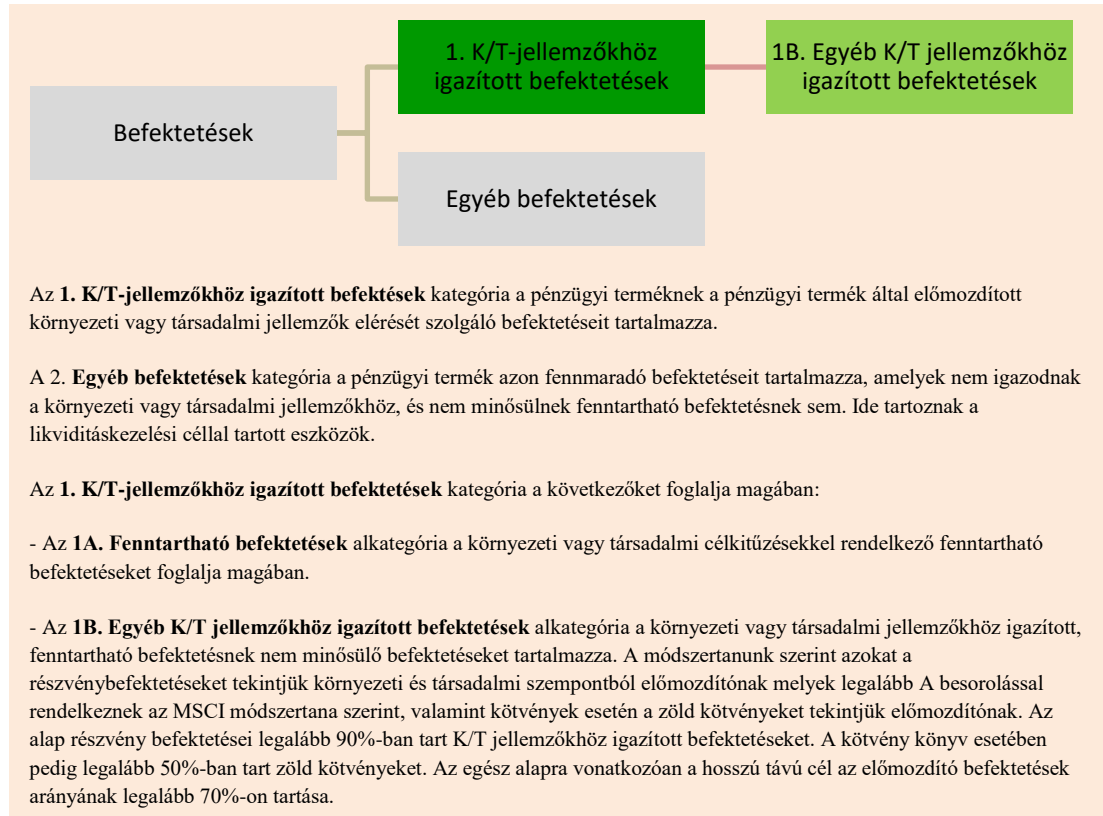 1. K/T-jellemzőkhöz
igazított befektetések
1B. Egyéb K/T jellemzőkhöz
igazított befektetések
Befektetések
Egyéb befektetések
Az 1. K/T-jellemzőkhöz igazított befektések kategória a pénzügyi terméknek a pénzügyi termék által előmozdított
környezeti vagy társadalmi jellemzők elérését szolgáló befektetéseit tartalmazza.
A 2. Egyéb befektetések kategória a pénzügyi termék azon fennmaradó befektetéseit tartalmazza, amelyek nem igazodnak
a környezeti vagy társadalmi jellemzőkhöz, és nem minősülnek fenntartható befektetésnek sem. Ide tartoznak a
likviditáskezelési céllal tartott eszközök.
Az 1. K/T-jellemzőkhöz igazított befektetések kategória a következőket foglalja magában:
- Az 1A. Fenntartható befektetések alkategória a környezeti vagy társadalmi célkitűzésekkel rendelkező fenntartható
befektetéseket foglalja magában.
- Az 1B. Egyéb K/T jellemzőkhöz igazított befektetések alkategória a környezeti vagy társadalmi jellemzőkhöz igazított,
fenntartható befektetésnek nem minősülő befektetéseket tartalmazza. A módszertanunk szerint azokat a
részvénybefektetéseket tekintjük környezeti és társadalmi szempontból előmozdítónak melyek legalább A besorolással
rendelkeznek az MSCI módszertana szerint, valamint kötvények esetén a zöld kötvényeket tekintjük előmozdítónak. Az
alap részvény befektetései legalább 90%-ban tart K/T jellemzőkhöz igazított befektetéseket. A kötvény könyv esetében
pedig legalább 50%-ban tart zöld kötvényeket. Az egész alapra vonatkozóan a hosszú távú cél az előmozdító befektetések
arányának legalább 70%-on tartása.